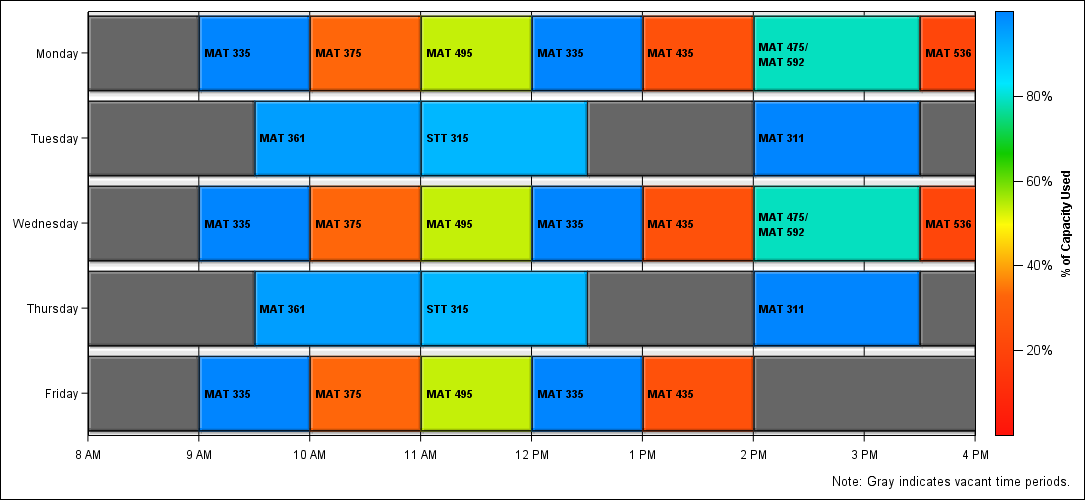 Monday
MAT 335
MAT 375
MAT 495
MAT 335
MAT 435
MAT 475/
MAT 592
MAT 536
Tuesday
MAT 361
STT 315
MAT 311
Wednesday
MAT 335
MAT 375
MAT 495
MAT 335
MAT 435
MAT 475/
MAT 592
MAT 536
Thursday
MAT 361
STT 315
MAT 311
Friday
MAT 335
MAT 375
MAT 495
MAT 335
MAT 435
8 AM
9 AM
10 AM
11 AM
12 PM
1 PM
2 PM
3 PM
4 PM
80%
60%
40%
20%
% of Capacity Used
Note: Gray indicates vacant time periods.